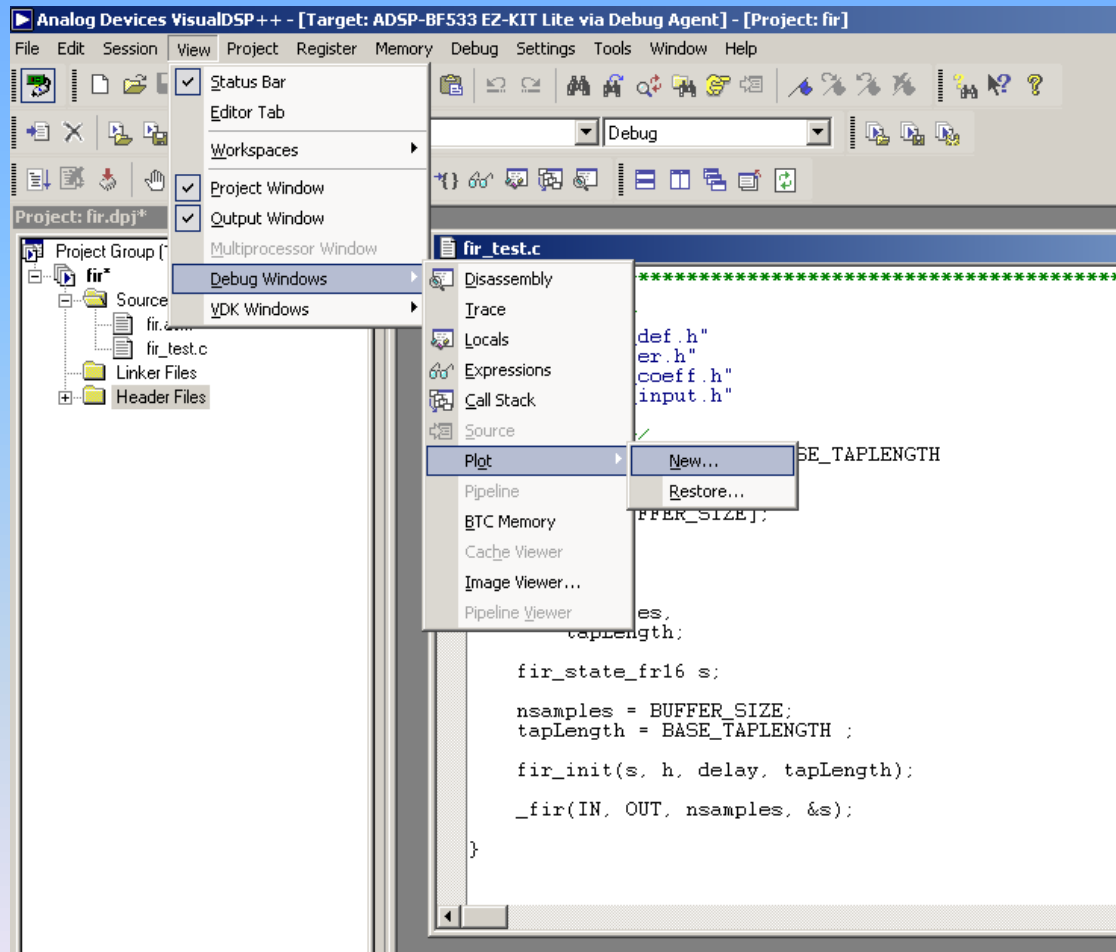 Analog Devices VisualDSP++ - [Target: ADSP-BF533 EZ-KIT Lite via Debug Agent] - [Project: fir]
File Edit Session View Project Register Memory Debug Settings Tools Window Help
Status Bar
Editor Tab
Workspaces
Project Window
Output Window
Multiprocessor Window
Debug Windows
VDK Windows
Debug
Project: fir.dpj*
Project Group (
fir*
Source
fir_test.c
Linker Files
Header Files
Disassembly
Trace
Locals
Expressions
Call Stack
Source
Plot
Pipeline
BTC Memory
Cache Viewer
Image Viewer...
Pipeline Viewer
New...
Restore...
fir_test.c
******************************************
def.h"
er.h"
coeff.h"
input.h"
/
SE_TAPLENGTH
FFER_SIZE];
es,
tapLength;
fir_state_fr16 s;
nsamples = BUFFER_SIZE;
tapLength = BASE_TAPLENGTH ;
fir_init(s, h, delay, tapLength);
_fir(IN, OUT, nsamples, &s);
}